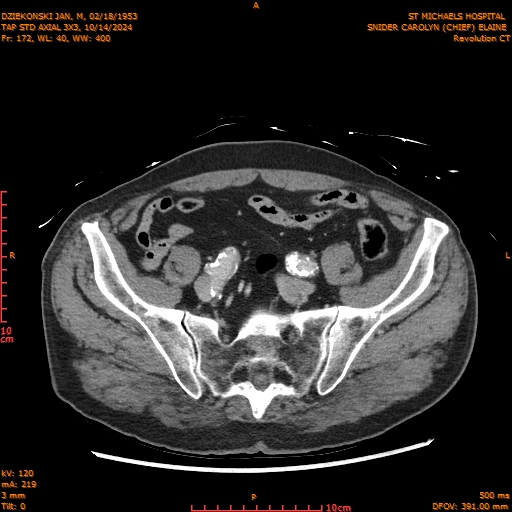 A
DZIEKONSKI JAN, M, 02/18/1953
TAP STD AXIAL 3X3, 10/14/2024
Fr: 172, WL: 40, WW: 400
ST MICHAELS HOSPITAL
SNIDER CAROLYN (CHIEF) ELAINE
Revolution CT
R
L
10
cm
kV: 120
mA: 219
3 mm
Tilt: 0
P
10cm
500 ms
DFOV: 391.00 mm